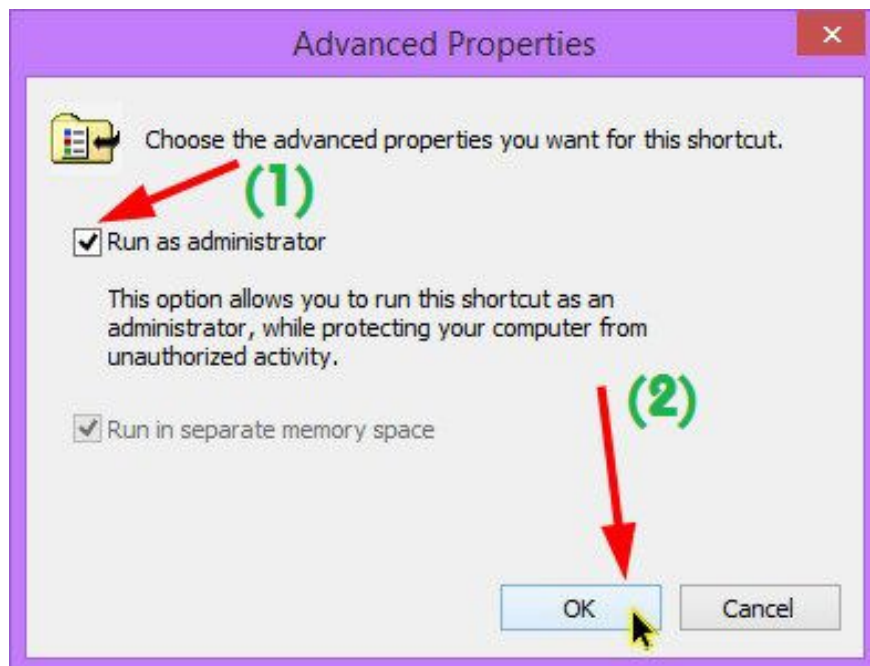 Advanced Properties
Choose the advanced properties you want for this shortcut.
(1)
Run as administrator
This option allows you to run this shortcut as an
administrator, while protecting your computer from
unauthorized activity.
(2)
Run in separate memory space
OK
Cancel